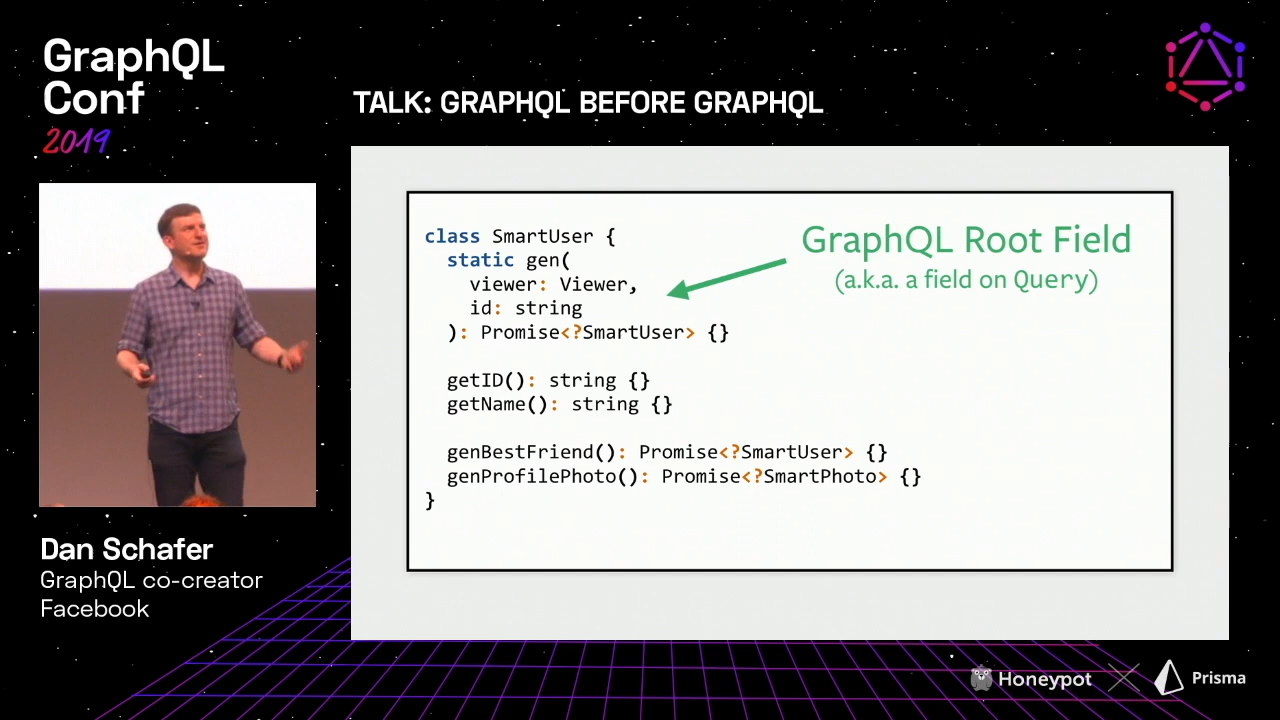 GraphQL
Conf
2019
TALK: GRAPHQL BEFORE GRAPHQL
class SmartUser {
  static gen(
    viewer: Viewer,
    id: string
  ): Promise<?SmartUser> {}
  getID(): string {}
  getName(): string {}
  genBestFriend(): Promise<?SmartUser> {}
  genProfilePhoto(): Promise<?SmartPhoto> {}
}
GraphQL Root Field
(a.k.a. a field on Query)
Dan Schafer
GraphQL co-creator
Facebook
Honeypot
Prisma